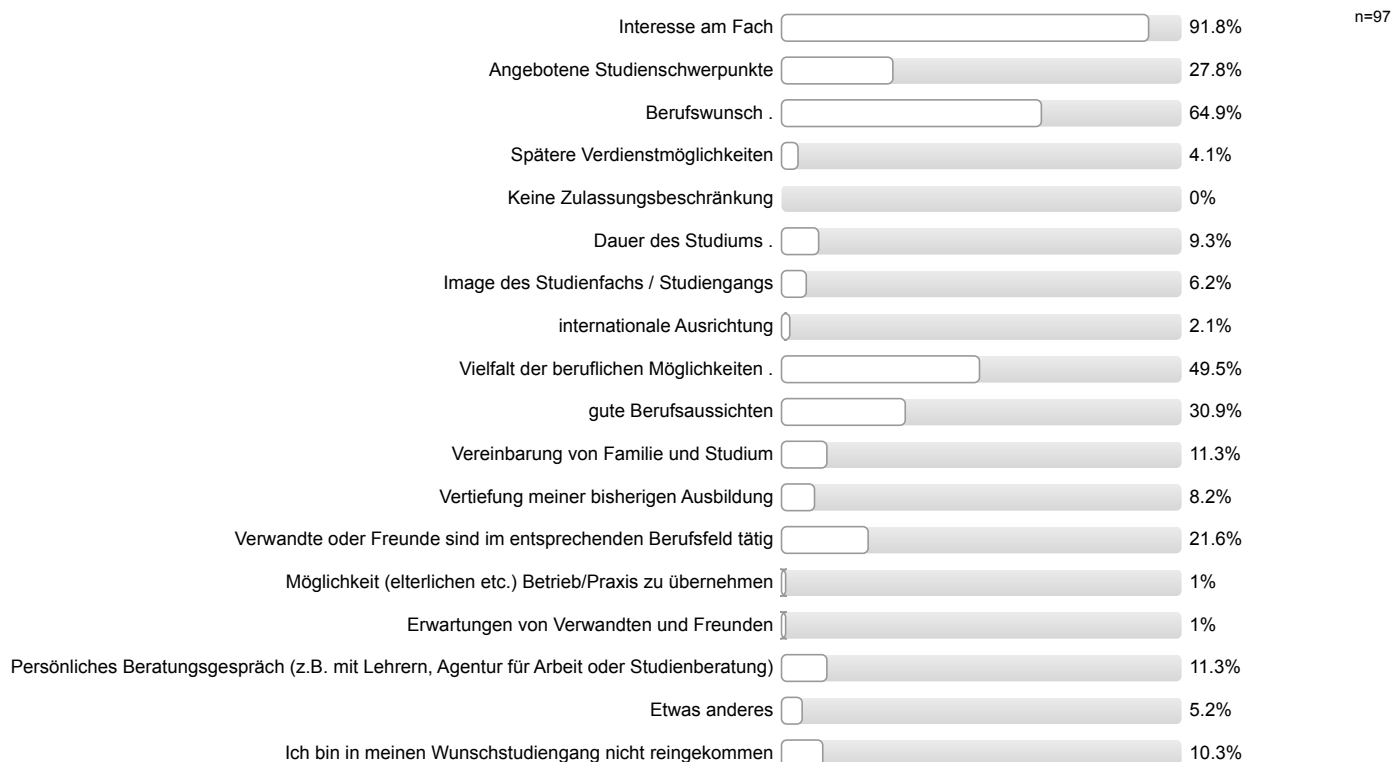 Interesse am Fach 91.8% n=97
Angebotene Studienschwerpunkte 27.8%
Berufswunsch . 64.9%
Spätere Verdienstmöglichkeiten 4.1%
Keine Zulassungsbeschränkung 0%
Dauer des Studiums . 9.3%
Image des Studienfachs / Studiengangs 6.2%
internationale Ausrichtung 2.1%
Vielfalt der beruflichen Möglichkeiten . 49.5%
gute Berufsaussichten 30.9%
Vereinbarung von Familie und Studium 11.3%
Vertiefung meiner bisherigen Ausbildung 8.2%
Verwandte oder Freunde sind im entsprechenden Berufsfeld tätig 21.6%
Möglichkeit (elterlichen etc.) Betrieb/Praxis zu übernehmen 1%
Erwartungen von Verwandten und Freunden 1%
Persönliches Beratungsgespräch (z.B. mit Lehrern, Agentur für Arbeit oder Studienberatung) 11.3%
Etwas anderes 5.2%
Ich bin in meinen Wunschstudiengang nicht reingekommen 10.3%